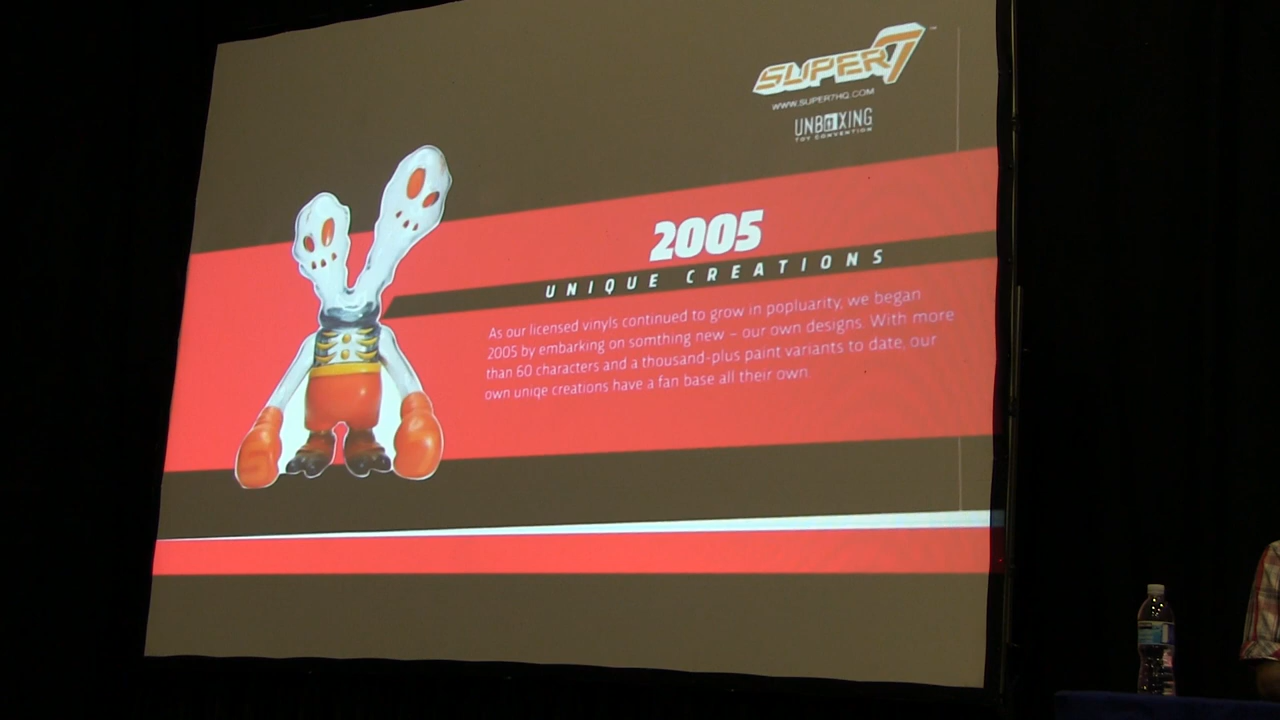 SUPER7
WWW.SUPER7HQ.COM
UNBOXING
TOY CONVENTION
2005
UNIQUE CREATIONS
As our licensed vinyls continued to grow in popluarity, we began
2005 by embarking on somthing new – our own designs. With more
than 60 characters and a thousand-plus paint variants to date, our
own uniqe creations have a fan base all their own.